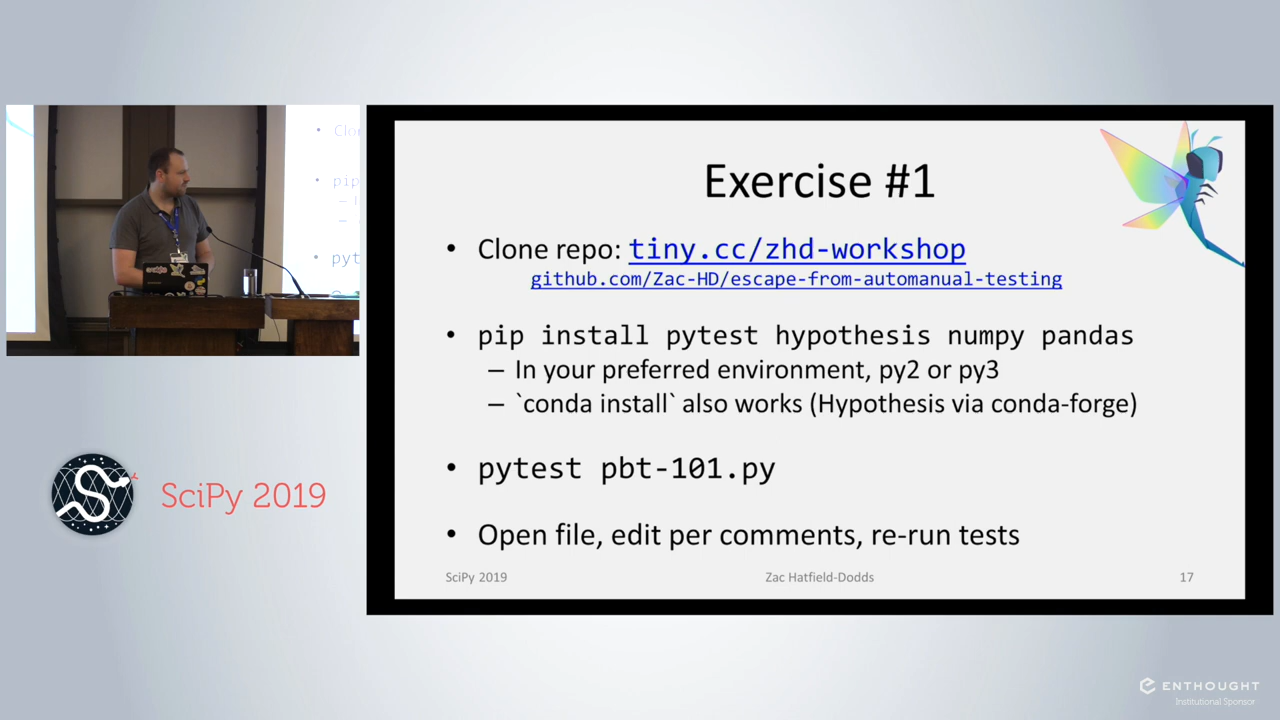 Exercise #1
• Clone repo: tiny.cc/zhd-workshop
github.com/Zac-HD/escape-from-automanual-testing
• pip install pytest hypothesis numpy pandas
– In your preferred environment, py2 or py3
– `conda install` also works (Hypothesis via conda-forge)
• pytest pbt-101.py
• Open file, edit per comments, re-run tests
SciPy 2019
Zac Hatfield-Dodds
17
• Clo
• pip
• pyt
SciPy 2019
ENTHOUGHT
Institutional Sponsor